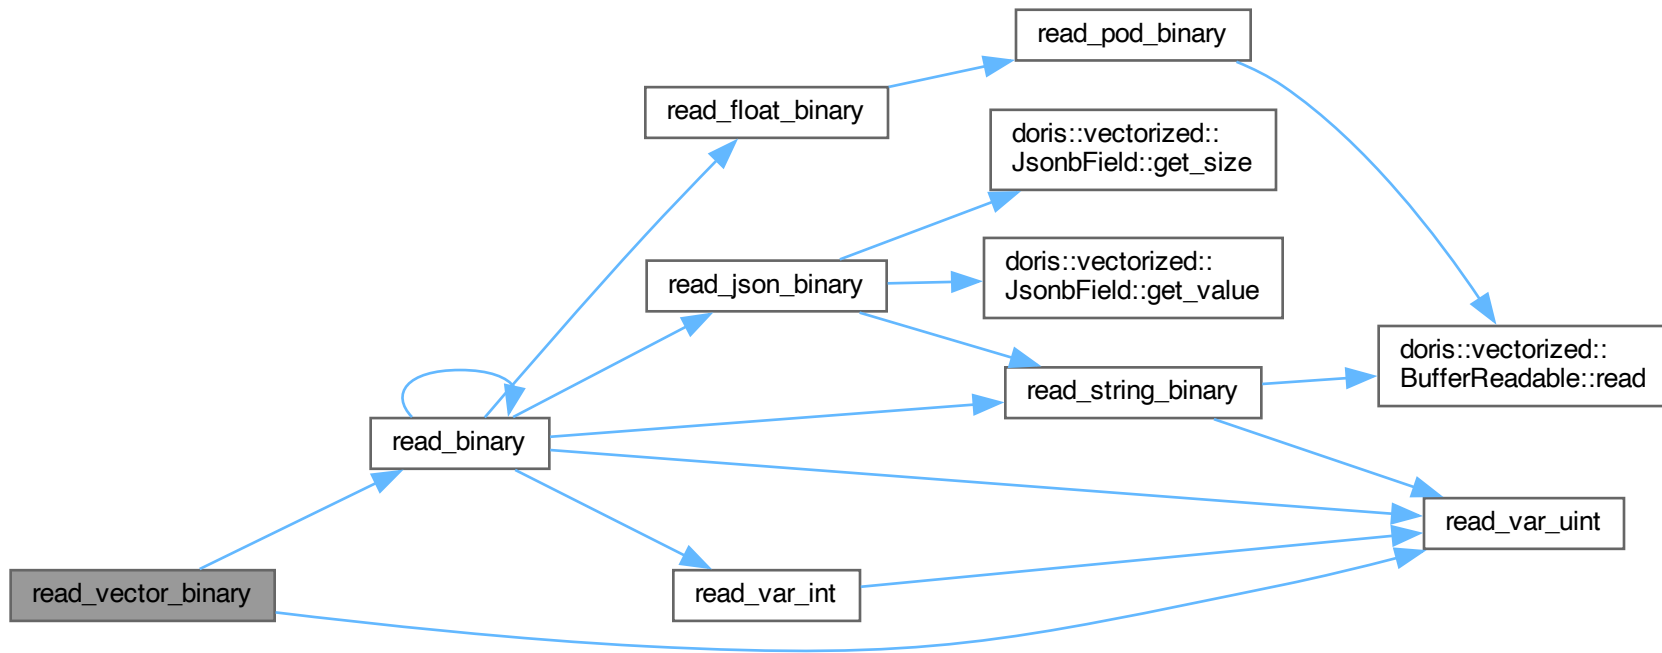 read_pod_binary
read_float_binary
doris::vectorized::
JsonbField::get_size
doris::vectorized::
JsonbField::get_value
read_json_binary
doris::vectorized::
BufferReadable::read
read_string_binary
read_binary
read_var_uint
read_vector_binary
read_var_int